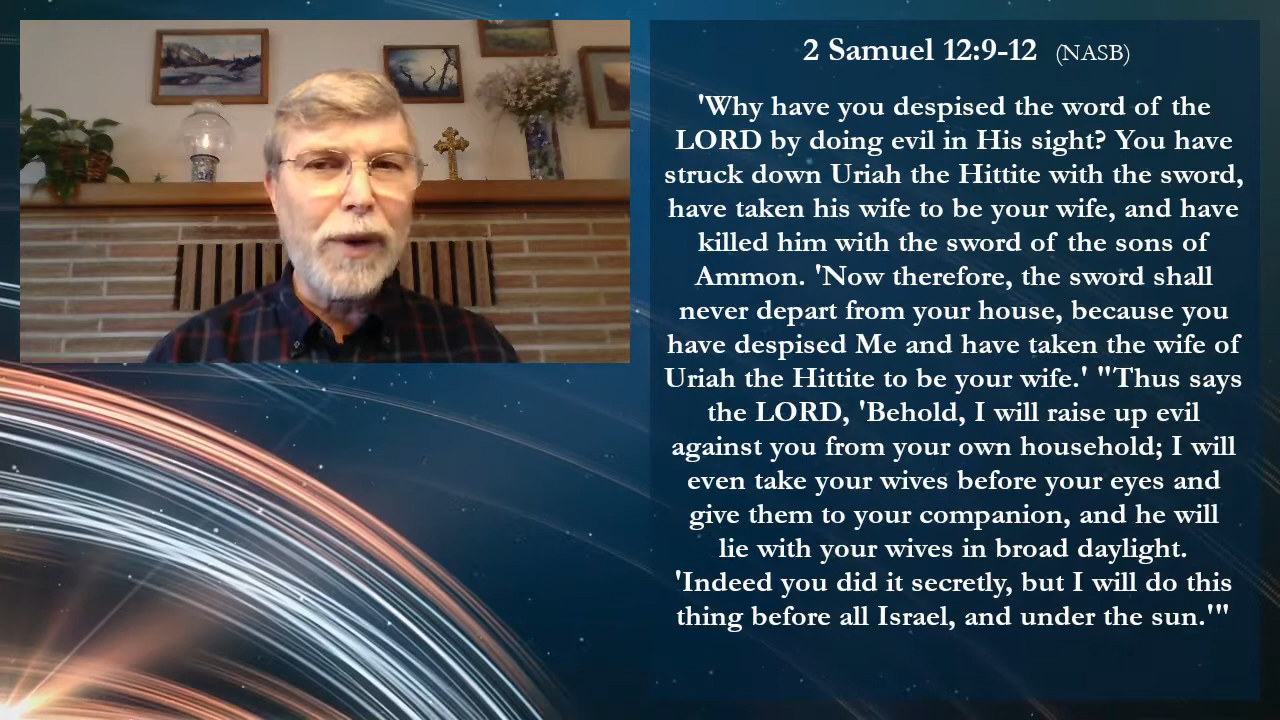 2 Samuel 12:9-12 (NASB)
'Why have you despised the word of the
LORD by doing evil in His sight? You have
struck down Uriah the Hittite with the sword,
have taken his wife to be your wife, and have
killed him with the sword of the sons of
Ammon. 'Now therefore, the sword shall
never depart from your house, because you
have despised Me and have taken the wife of
Uriah the Hittite to be your wife.' "Thus says
the LORD, 'Behold, I will raise up evil
against you from your own household; I will
even take your wives before your eyes and
give them to your companion, and he will
lie with your wives in broad daylight.
'Indeed you did it secretly, but I will do this
thing before all Israel, and under the sun.'"